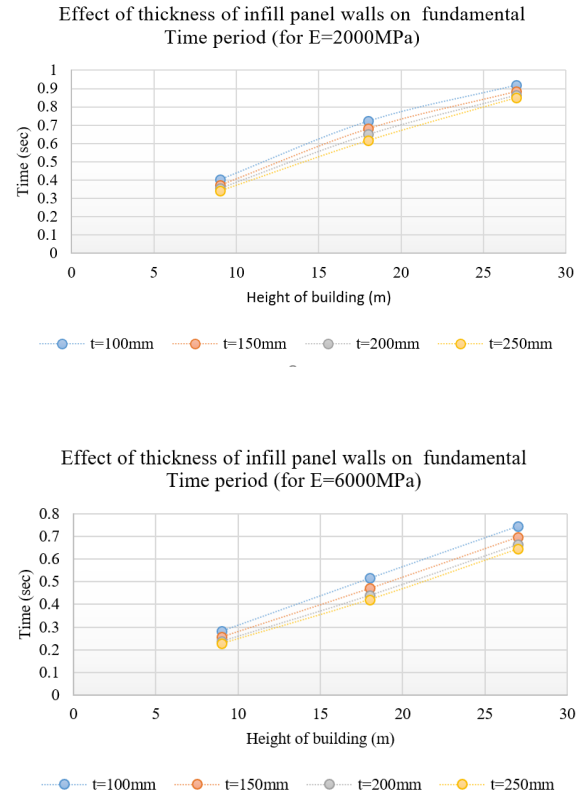 Effect of thickness of infill panel walls on fundamental
Time period (for E=2000MPa)
1
0.9
0.8
0.7
0.6
0.5
0.4
0.3
0.2
0.1
0
Time (sec)
0 5 10 15 20 25 30
Height of building (m)
t=100mm t=150mm t=200mm t=250mm
Effect of thickness of infill panel walls on fundamental
Time period (for E=6000MPa)
0.8
0.7
0.6
0.5
0.4
0.3
0.2
0.1
0
Time (sec)
0 5 10 15 20 25 30
Height of building (m)
t=100mm t=150mm t=200mm t=250mm